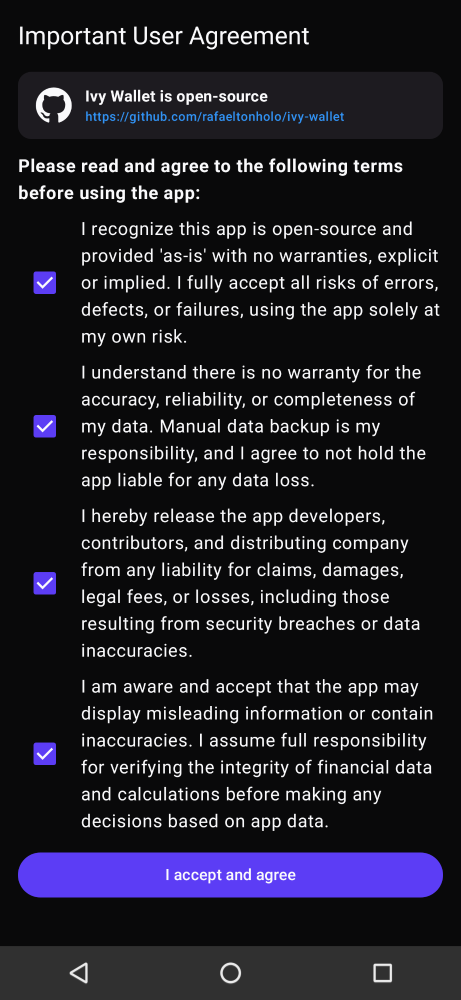 Important User Agreement
Ivy Wallet is open-source
https://github.com/rafaeltonholo/ivy-wallet
Please read and agree to the following terms
before using the app:
I recognize this app is open-source and
provided 'as-is' with no warranties, explicit
or implied. I fully accept all risks of errors,
defects, or failures, using the app solely at
my own risk.
I understand there is no warranty for the
accuracy, reliability, or completeness of
my data. Manual data backup is my
responsibility, and I agree to not hold the
app liable for any data loss.
I hereby release the app developers,
contributors, and distributing company
from any liability for claims, damages,
legal fees, or losses, including those
resulting from security breaches or data
inaccuracies.
I am aware and accept that the app may
display misleading information or contain
inaccuracies. I assume full responsibility
for verifying the integrity of financial data
and calculations before making any
decisions based on app data.
I accept and agree